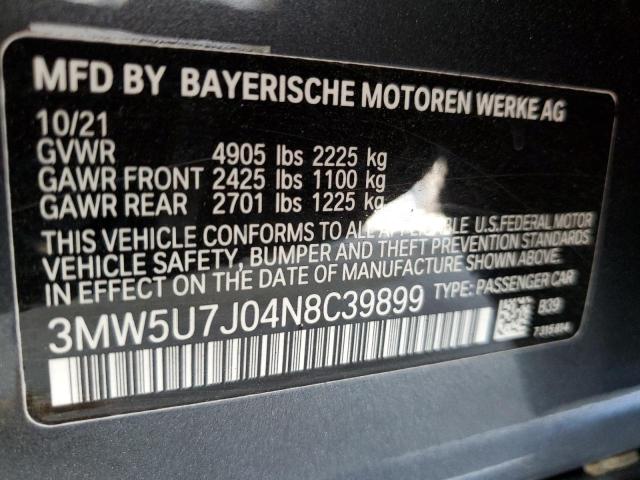 MFD BY BAYERISCHE MOTOREN WERKE AG
10/21
GVWR 4905 lbs 2225 kg
GAWR FRONT 2425 lbs 1100 kg
GAWR REAR 2701 lbs 1225 kg
THIS VEHICLE CONFORMS TO ALL APPLICABLE U.S.FEDERAL MOTOR
VEHICLE SAFETY, BUMPER AND THEFT PREVENTION STANDARDS
IN EFFECT ON THE DATE OF MANUFACTURE SHOWN ABOVE.
3MW5U7J04N8C39899 TYPE: PASSENGER CAR
B39
7315814